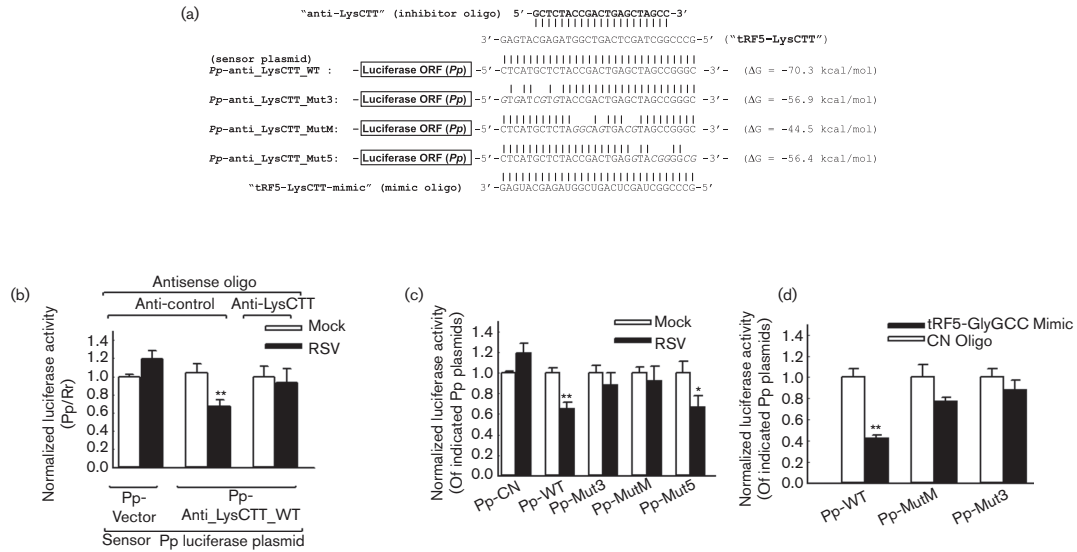 (a)
“anti-LysCTT” (inhibitor oligo) 5’-GCTCTACCGACTGAGCTAGCC-3’
3’-GAGTACGAGATGGCTGACTCGATCGGCCCG-5’ (“tRF5-LysCTT”)
(sensor plasmid)
Pp-anti_LysCTT_WT : -Luciferase ORF (Pp)-5’-CTCATGCTCTACCGACTGAGCTAGCCGGGC -3’- (ΔG = -70.3 kcal/mol)
Pp-anti_LysCTT_Mut3: -Luciferase ORF (Pp)-5’-GTGATCGTGTACCGACTGAGCTAGCCGGGC -3’- (ΔG = -56.9 kcal/mol)
Pp-anti_LysCTT_MutM: -Luciferase ORF (Pp)-5’-CTCATGCTCTAGGCAGTGACGTAGCCGGGC -3’- (ΔG = -44.5 kcal/mol)
Pp-anti_LysCTT_Mut5: -Luciferase ORF (Pp)-5’-CTCATGCTCTACCGACTGAGGTACGGGGCG -3’- (ΔG = -56.4 kcal/mol)
“tRF5-LysCTT-mimic” (mimic oligo) 3’-GAGTACGAGATGGCTGACTCGATCGGCCCG-5’
(b)
Antisense oligo
Anti-control Anti-LysCTT
Mock
RSV
Normalized luciferase activity
(Pp/Rr)
1.4
1.2
1.0
0.8
0.6
0.4
0.2
0.0
**
Pp-
Vector
Pp-
Anti_LysCTT_WT
Sensor Pp luciferase plasmid
(c)
Normalized luciferase activity
(Of indicated Pp plasmids)
1.4
1.2
1.0
0.8
0.6
0.4
0.2
0.0
Mock
RSV
**
*
Pp-CN
Pp-WT
Pp-Mut3
Pp-MutM
Pp-Mut5
(d)
Normalized luciferase activity
(Of indicated Pp plasmids)
1.4
1.2
1.0
0.8
0.6
0.4
0.2
0.0
tRF5-GlyGCC Mimic
CN Oligo
**
Pp-WT
Pp-MutM
Pp-Mut3